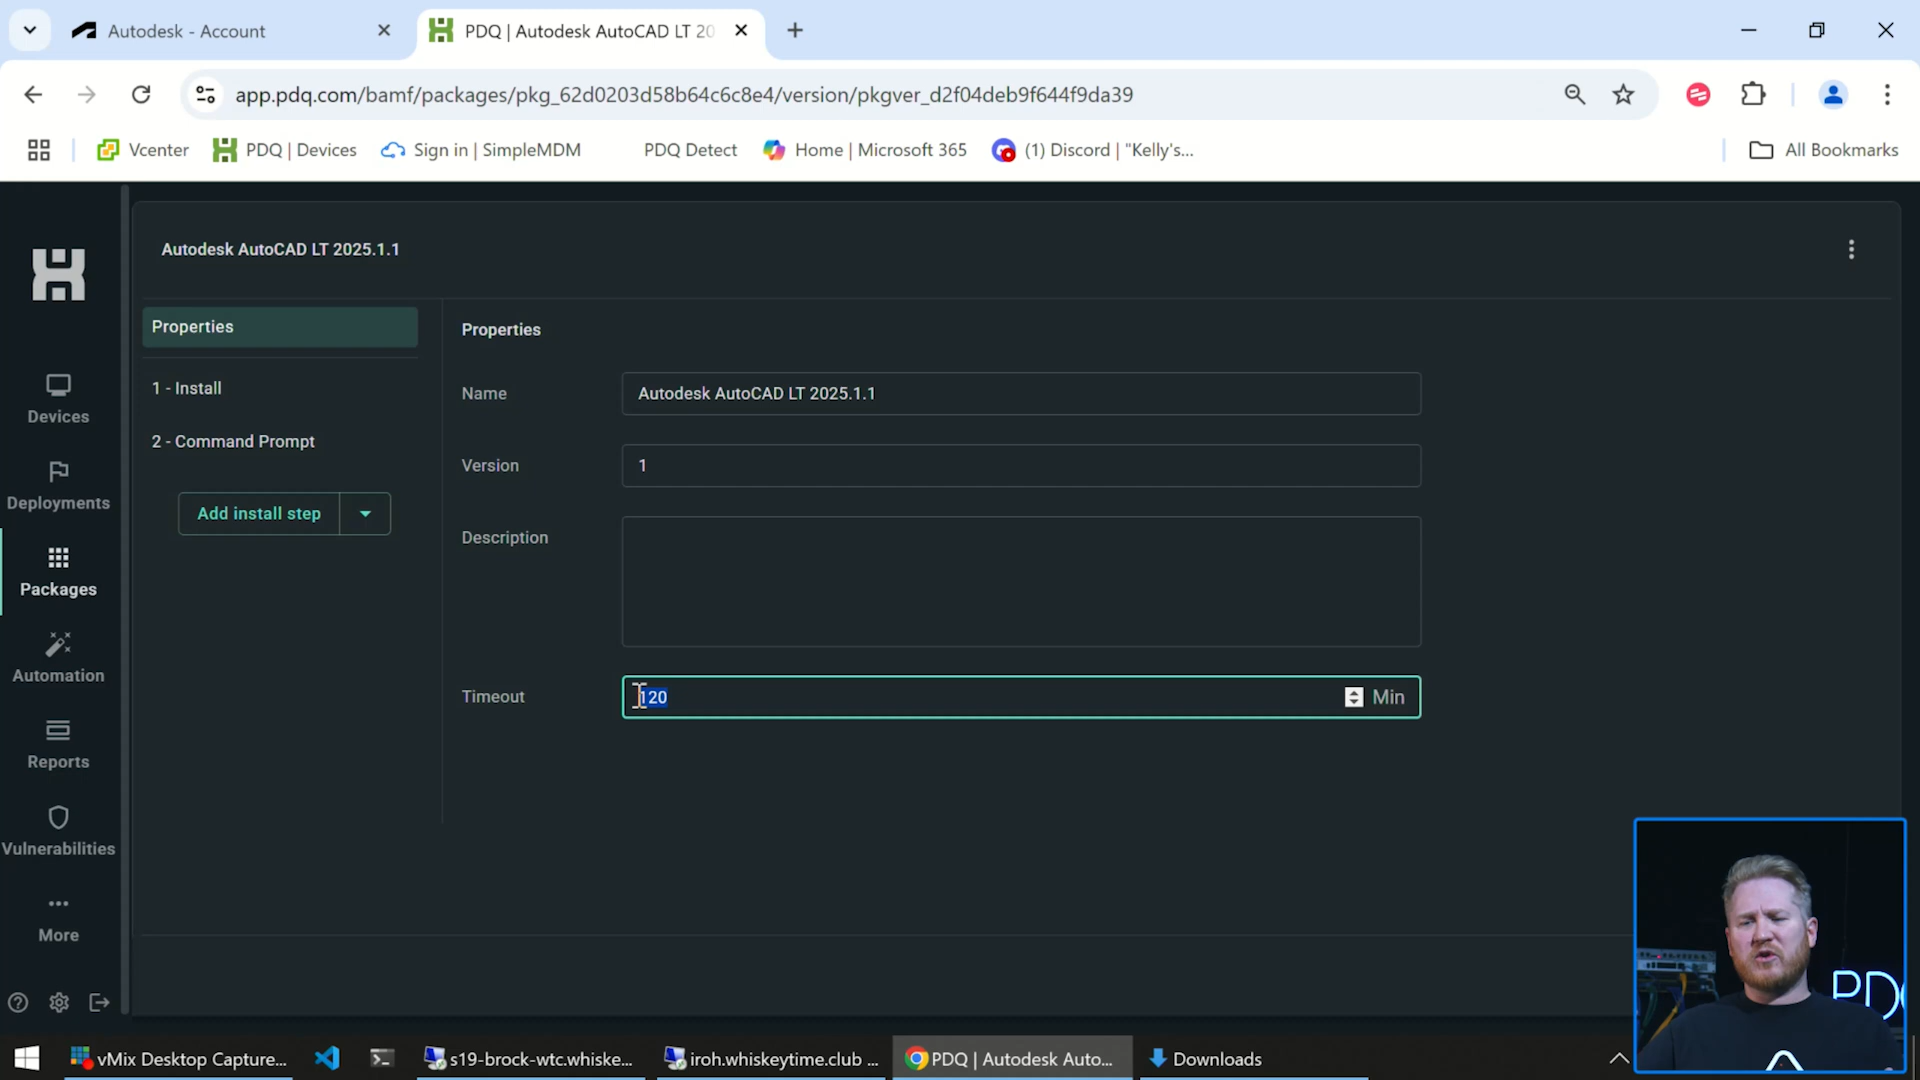 Autodesk - Account
PDQ | Autodesk AutoCAD LT 20
app.pdq.com/bamf/packages/pkg_62d0203d58b64c6c8e4/version/pkgver_d2f04deb9f644f9da39
Vcenter
PDQ | Devices
Sign in | SimpleMDM
PDQ Detect
Home | Microsoft 365
(1) Discord | "Kelly's...
All Bookmarks
Autodesk AutoCAD LT 2025.1.1
Properties
1 - Install
2 - Command Prompt
Add install step
Properties
Name
Autodesk AutoCAD LT 2025.1.1
Version
1
Description
Timeout
120
Min
Devices
Deployments
Packages
Automation
Reports
Vulnerabilities
More
PDQ
vMix Desktop Capture...
s19-brock-wtc.whiske...
iroh.whiskeytime.club ...
PDQ | Autodesk Auto...
Downloads